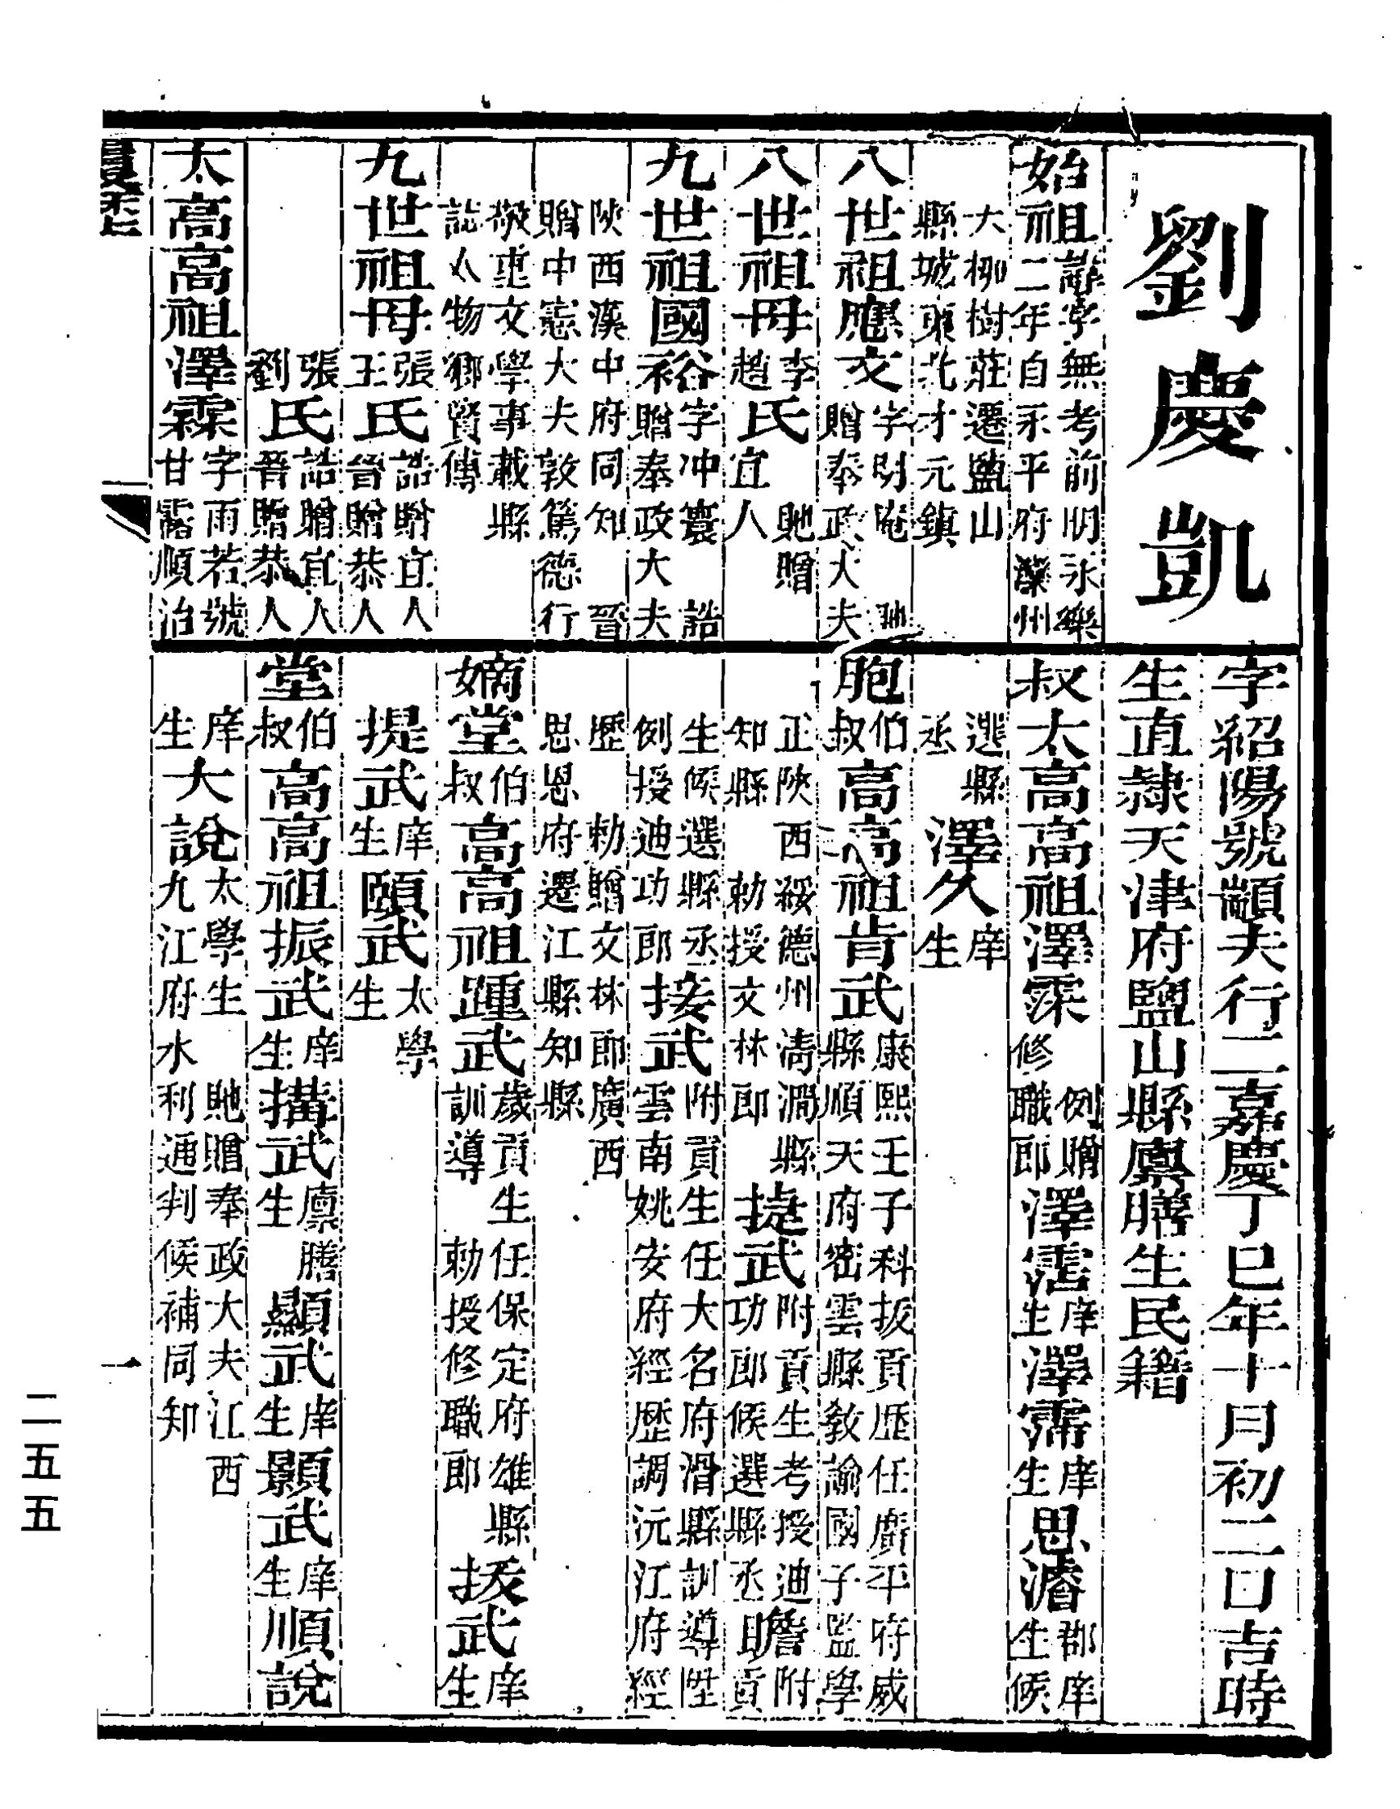 劉慶凱
字紹陽號顓夫行二嘉慶丁巳年十月初二日吉時
生直隸天津府鹽山縣廩膳生民籍
始祖諱字無考前明永樂二年自永平府灤州
大柳樹莊遷鹽山縣城東北才元鎮
八世祖應文字明庵 貤贈奉政大夫
八世祖母李趙氏 貤贈宜人
九世祖國裕字冲寰 誥贈奉政大夫
陝西漢中府同知 晉贈中憲大夫敦篤德行
敬重文學事載縣誌人物鄉賢傳
九世祖母張王氏誥贈宜人晉贈恭人
張劉氏誥贈宜人晉贈恭人
太高高祖澤霖字雨若號甘露順治
叔太高高祖澤霂例贈修職郎澤霑庠生澤霈庠生思濬郡庠生候
選縣丞澤久庠生
胞伯叔高高祖肯武康熙壬子科拔貢歷任廣平府威縣順天府密雲縣教諭國子監學
正陝西綏德州清澗縣知縣 勅授文林郎捷武附貢生考授迪功郎候選縣丞瞻附貢
生候選縣丞例授迪功郎接武附貢生任大名府滑縣訓導陞雲南姚安府經歷調沅江府經
歷 勅贈文林郎廣西思恩府遷江縣知縣
嫡堂伯叔高高祖踵武歲貢生任保定府雄縣訓導 勅授修職郎援武庠生
提武庠生頤武太學生
堂伯叔高高祖振武庠生搆武廩膳生顯武庠生顥武庠生順說
庠生大說太學生 貤贈奉政大夫江西九江府水利通判候補同知
一
二五五